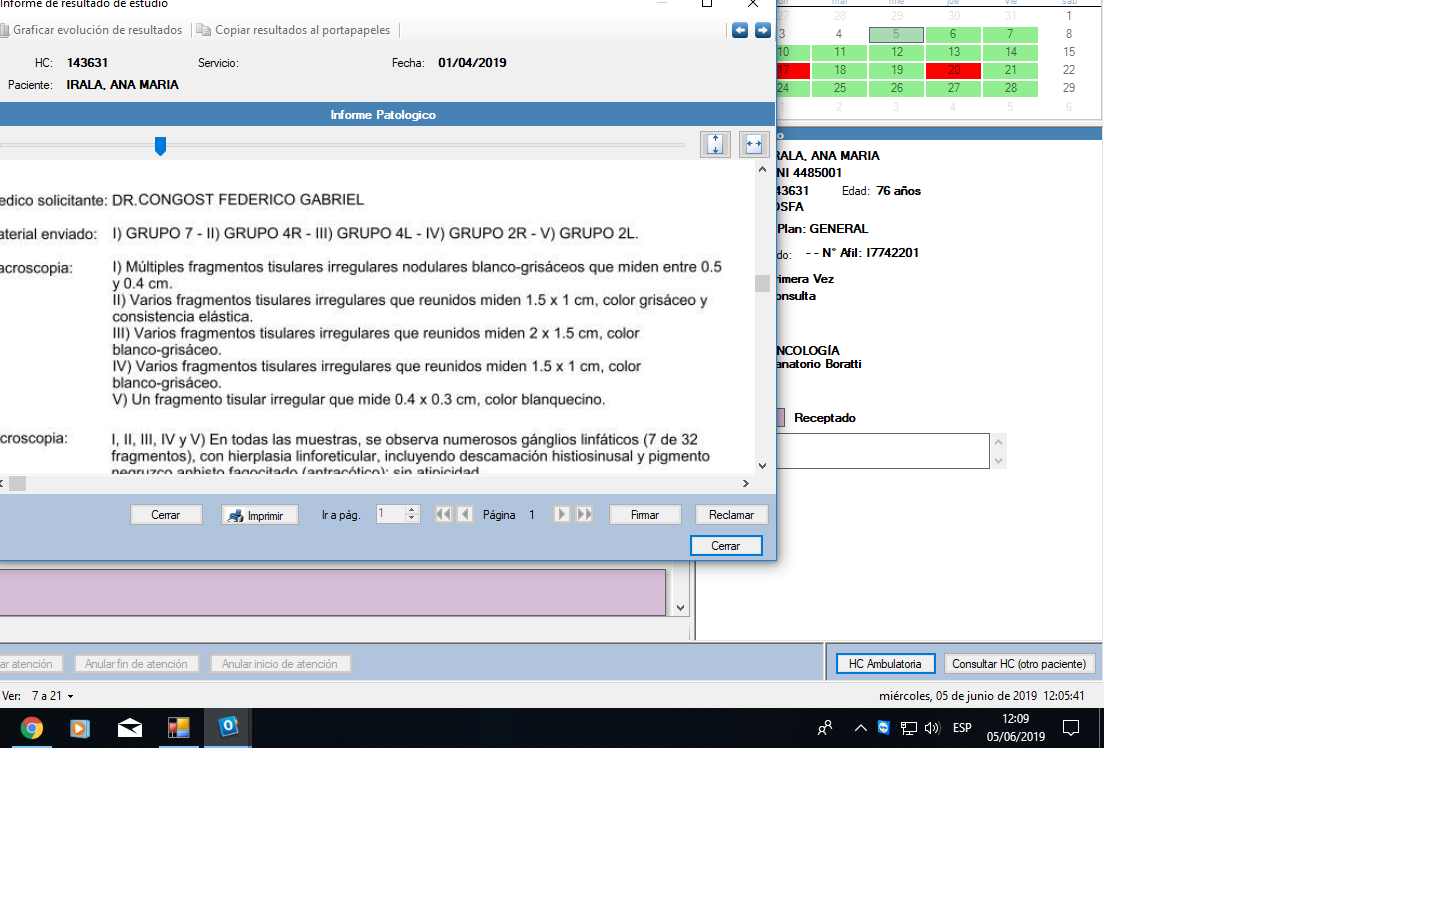 Informe de resultado de estudio
Graficar evolución de resultados
Copiar resultados al portapapeles
HC: 143631 Servicio: Fecha: 01/04/2019
Paciente: IRALA, ANA MARIA
Informe Patologico
edico solicitante: DR.CONGOST FEDERICO GABRIEL
aterial enviado: I) GRUPO 7 - II) GRUPO 4R - III) GRUPO 4L - IV) GRUPO 2R - V) GRUPO 2L.
acroscopia: I) Múltiples fragmentos tisulares irregulares nodulares blanco-grisáceos que miden entre 0.5
y 0.4 cm.
II) Varios fragmentos tisulares irregulares que reunidos miden 1.5 x 1 cm, color grisáceo y
consistencia elástica.
III) Varios fragmentos tisulares irregulares que reunidos miden 2 x 1.5 cm, color
blanco-grisáceo.
IV) Varios fragmentos tisulares irregulares que reunidos miden 1.5 x 1 cm, color
blanco-grisáceo.
V) Un fragmento tisular irregular que mide 0.4 x 0.3 cm, color blanquecino.
croscopia: I, II, III, IV y V) En todas las muestras, se observa numerosos gánglios linfáticos (7 de 32
fragmentos), con hierplasia linforeticular, incluyendo descamación histiosinusal y pigmento
negruzco anhisto fagocitado (antracótico); sin atipicidad.
Cerrar Imprimir Ir a pág. 1 Página 1 Firmar Reclamar
Cerrar
mar mié jue vie sáb
27 28 29 30 31 1
3 4 5 6 7 8
10 11 12 13 14 15
17 18 19 20 21 22
24 25 26 27 28 29
1 2 3 4 5 6
o
RALA, ANA MARIA
NI 4485001
43631 Edad: 76 años
OSFA
Plan: GENERAL
do: - - N° Afil: I7742201
rimera Vez
onsulta
NCOLOGÍA
anatorio Boratti
Receptado
ar atención Anular fin de atención Anular inicio de atención
HC Ambulatoria Consultar HC (otro paciente)
Ver: 7 a 21
miércoles, 05 de junio de 2019 12:05:41
ESP
12:09
05/06/2019